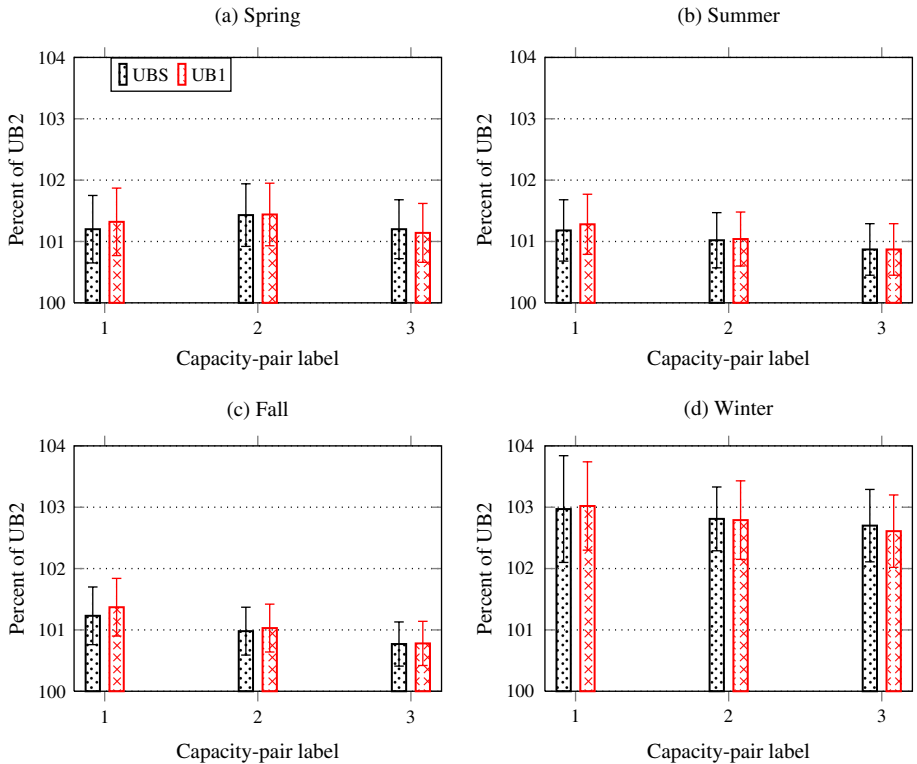 (a) Spring
104
103
102
101
100
Percent of UB2
UBS UB1
1 2 3
Capacity-pair label
(b) Summer
104
103
102
101
100
Percent of UB2
1 2 3
Capacity-pair label
(c) Fall
104
103
102
101
100
Percent of UB2
1 2 3
Capacity-pair label
(d) Winter
104
103
102
101
100
Percent of UB2
1 2 3
Capacity-pair label